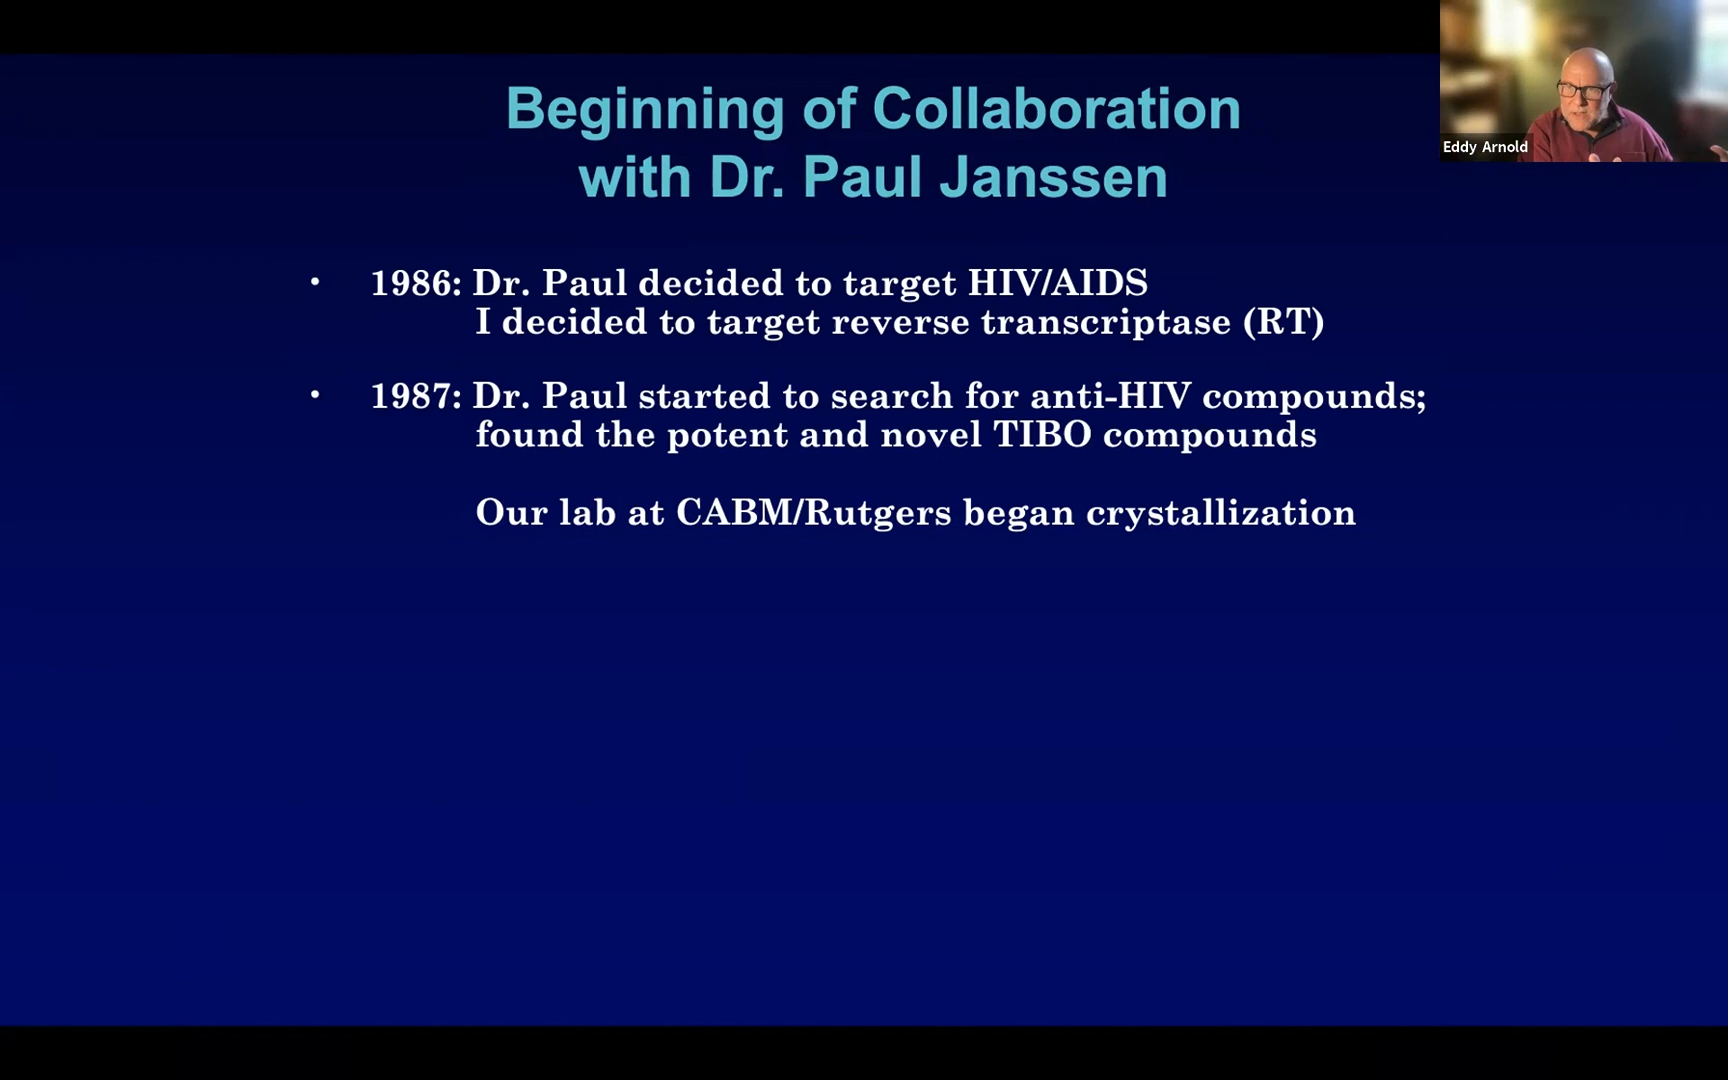 Beginning of Collaboration
with Dr. Paul Janssen
Eddy Arnold
• 1986: Dr. Paul decided to target HIV/AIDS
I decided to target reverse transcriptase (RT)
• 1987: Dr. Paul started to search for anti-HIV compounds;
found the potent and novel TIBO compounds
Our lab at CABM/Rutgers began crystallization